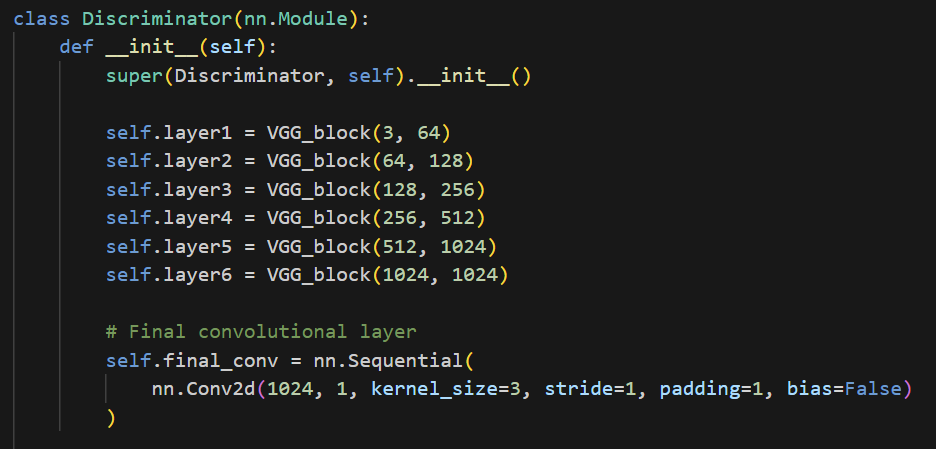 class Discriminator(nn.Module):
    def __init__(self):
        super(Discriminator, self).__init__()
        self.layer1 = VGG_block(3, 64)
        self.layer2 = VGG_block(64, 128)
        self.layer3 = VGG_block(128, 256)
        self.layer4 = VGG_block(256, 512)
        self.layer5 = VGG_block(512, 1024)
        self.layer6 = VGG_block(1024, 1024)
        # Final convolutional layer
        self.final_conv = nn.Sequential(
            nn.Conv2d(1024, 1, kernel_size=3, stride=1, padding=1, bias=False)
        )